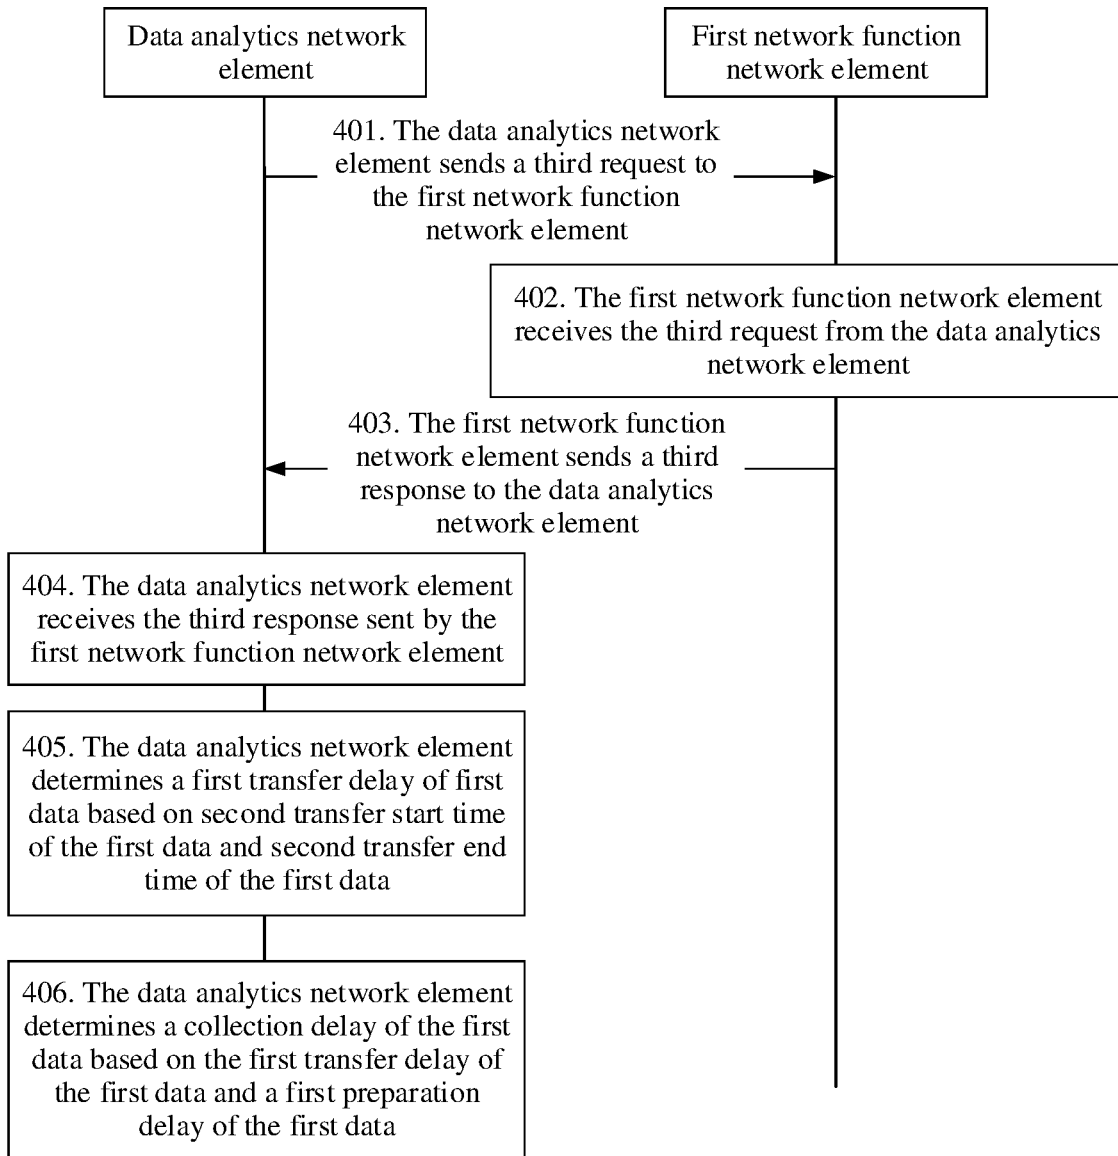 Data analytics network
element
First network function
network element
401. The data analytics network
element sends a third request to
the first network function
network element
402. The first network function network element
receives the third request from the data analytics
network element
403. The first network function
network element sends a third
response to the data analytics
network element
404. The data analytics network element
receives the third response sent by the
first network function network element
405. The data analytics network element
determines a first transfer delay of first
data based on second transfer start time
of the first data and second transfer end
time of the first data
406. The data analytics network element
determines a collection delay of the first
data based on the first transfer delay of
the first data and a first preparation
delay of the first data